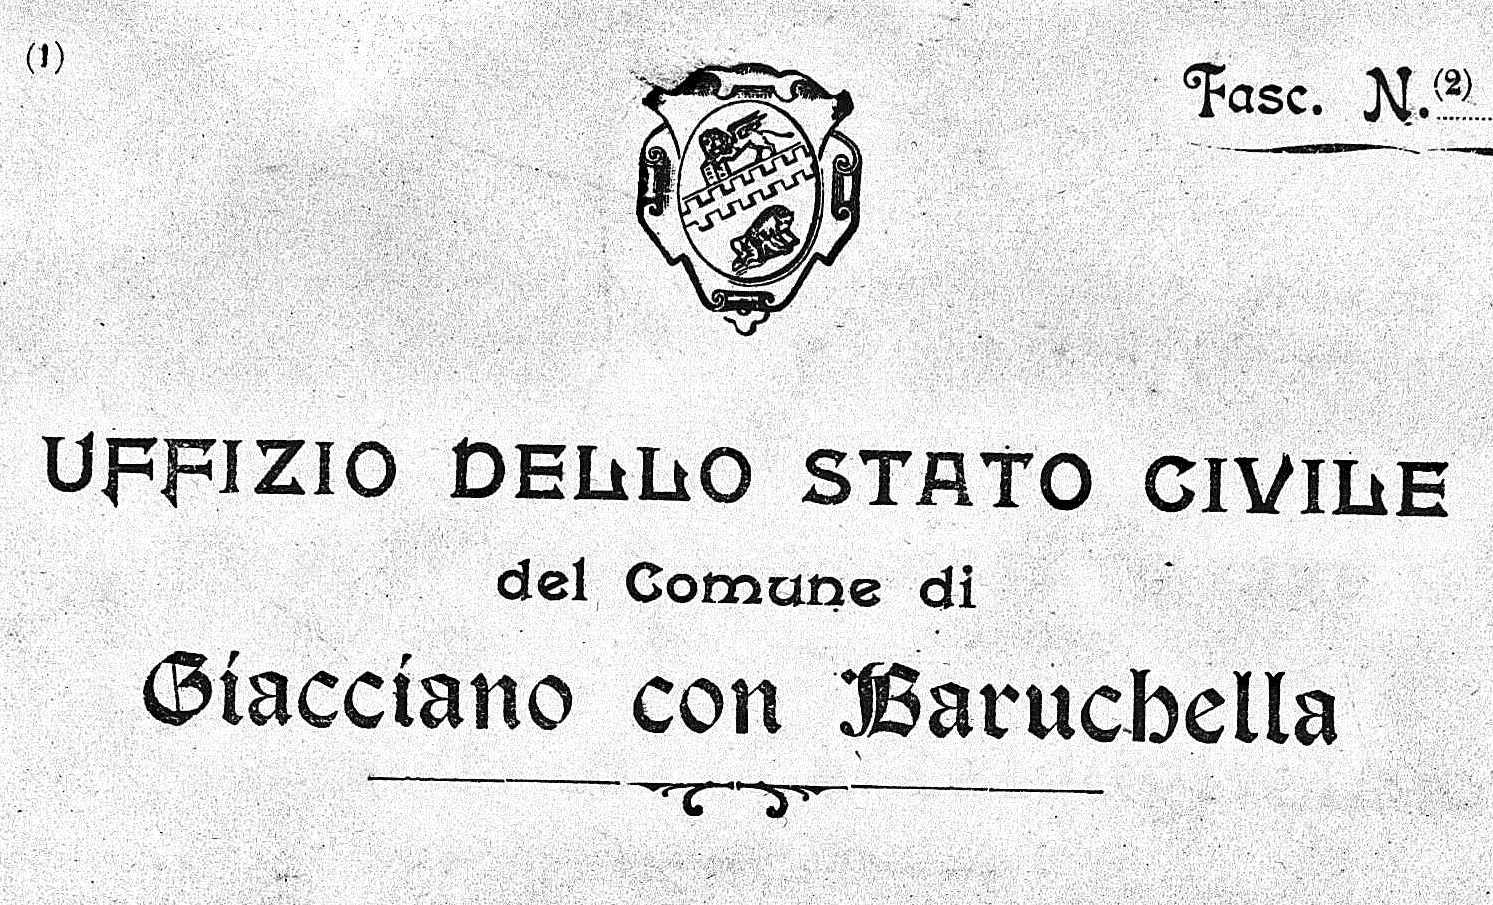 (1)
Fasc. N.(2)
UFFIZIO DELLO STATO CIVILE
del Comune di
Giacciano con Baruchella